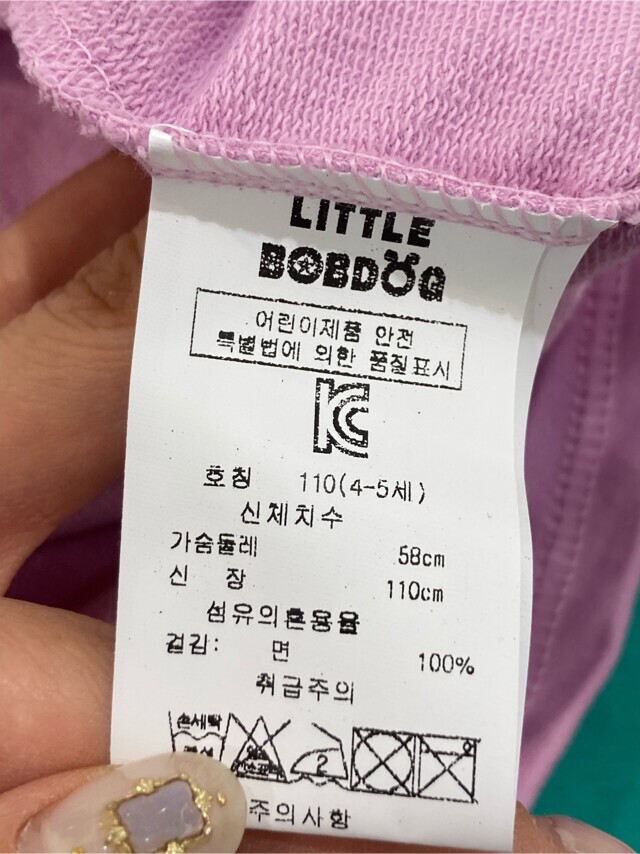 LITTLE
BOBDOG
어린이제품 안전
특별법에 의한 품질표시
KC
호칭 110(4-5세)
신체치수
가슴둘레 58cm
신 장 110cm
섬유의혼용율
겉감: 면 100%
취급주의
손세탁
2
주의사항